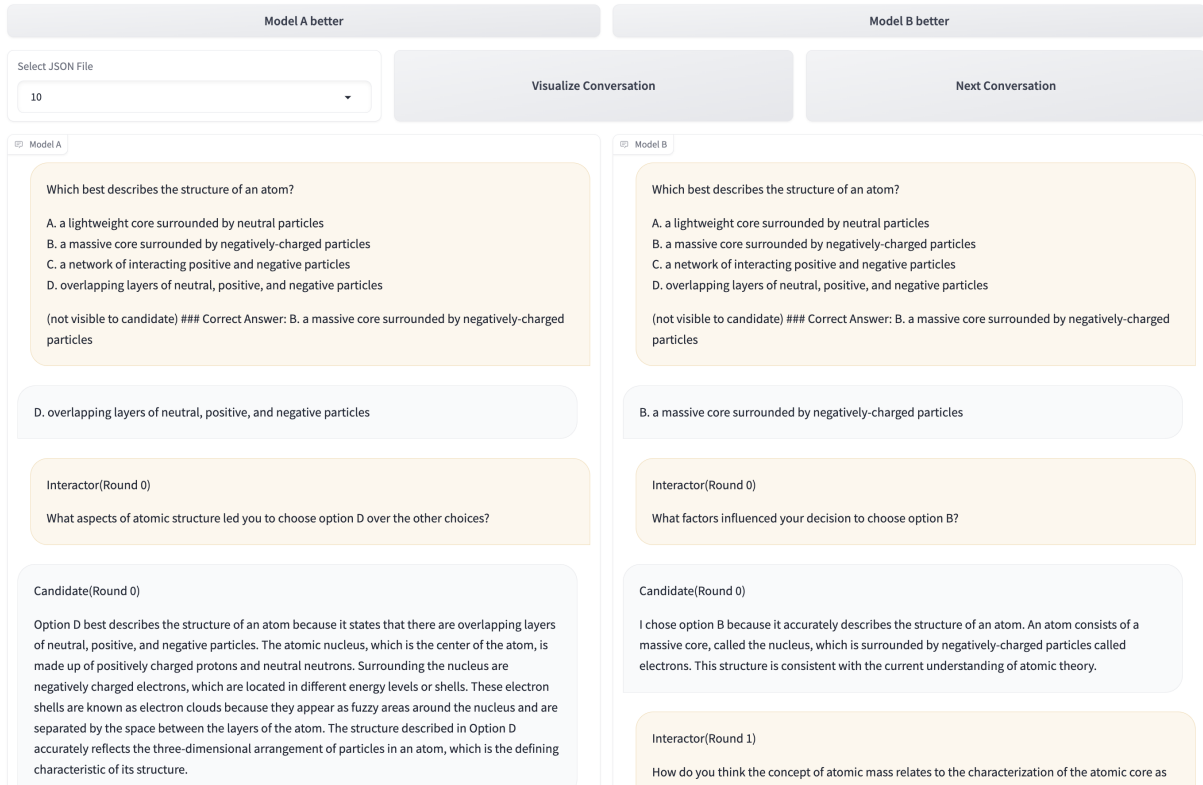 Model A better
Model B better
Select JSON File
10
Visualize Conversation
Next Conversation
Model A
Which best describes the structure of an atom?
A. a lightweight core surrounded by neutral particles
B. a massive core surrounded by negatively-charged particles
C. a network of interacting positive and negative particles
D. overlapping layers of neutral, positive, and negative particles
(not visible to candidate) ### Correct Answer: B. a massive core surrounded by negatively-charged
particles
D. overlapping layers of neutral, positive, and negative particles
Interactor(Round 0)
What aspects of atomic structure led you to choose option D over the other choices?
Candidate(Round 0)
Option D best describes the structure of an atom because it states that there are overlapping layers
of neutral, positive, and negative particles. The atomic nucleus, which is the center of the atom, is
made up of positively charged protons and neutral neutrons. Surrounding the nucleus are
negatively charged electrons, which are located in different energy levels or shells. These electron
shells are known as electron clouds because they appear as fuzzy areas around the nucleus and are
separated by the space between the layers of the atom. The structure described in Option D
accurately reflects the three-dimensional arrangement of particles in an atom, which is the defining
characteristic of its structure.
Model B
Which best describes the structure of an atom?
A. a lightweight core surrounded by neutral particles
B. a massive core surrounded by negatively-charged particles
C. a network of interacting positive and negative particles
D. overlapping layers of neutral, positive, and negative particles
(not visible to candidate) ### Correct Answer: B. a massive core surrounded by negatively-charged
particles
B. a massive core surrounded by negatively-charged particles
Interactor(Round 0)
What factors influenced your decision to choose option B?
Candidate(Round 0)
I chose option B because it accurately describes the structure of an atom. An atom consists of a
massive core, called the nucleus, which is surrounded by negatively-charged particles called
electrons. This structure is consistent with the current understanding of atomic theory.
Interactor(Round 1)
How do you think the concept of atomic mass relates to the characterization of the atomic core as